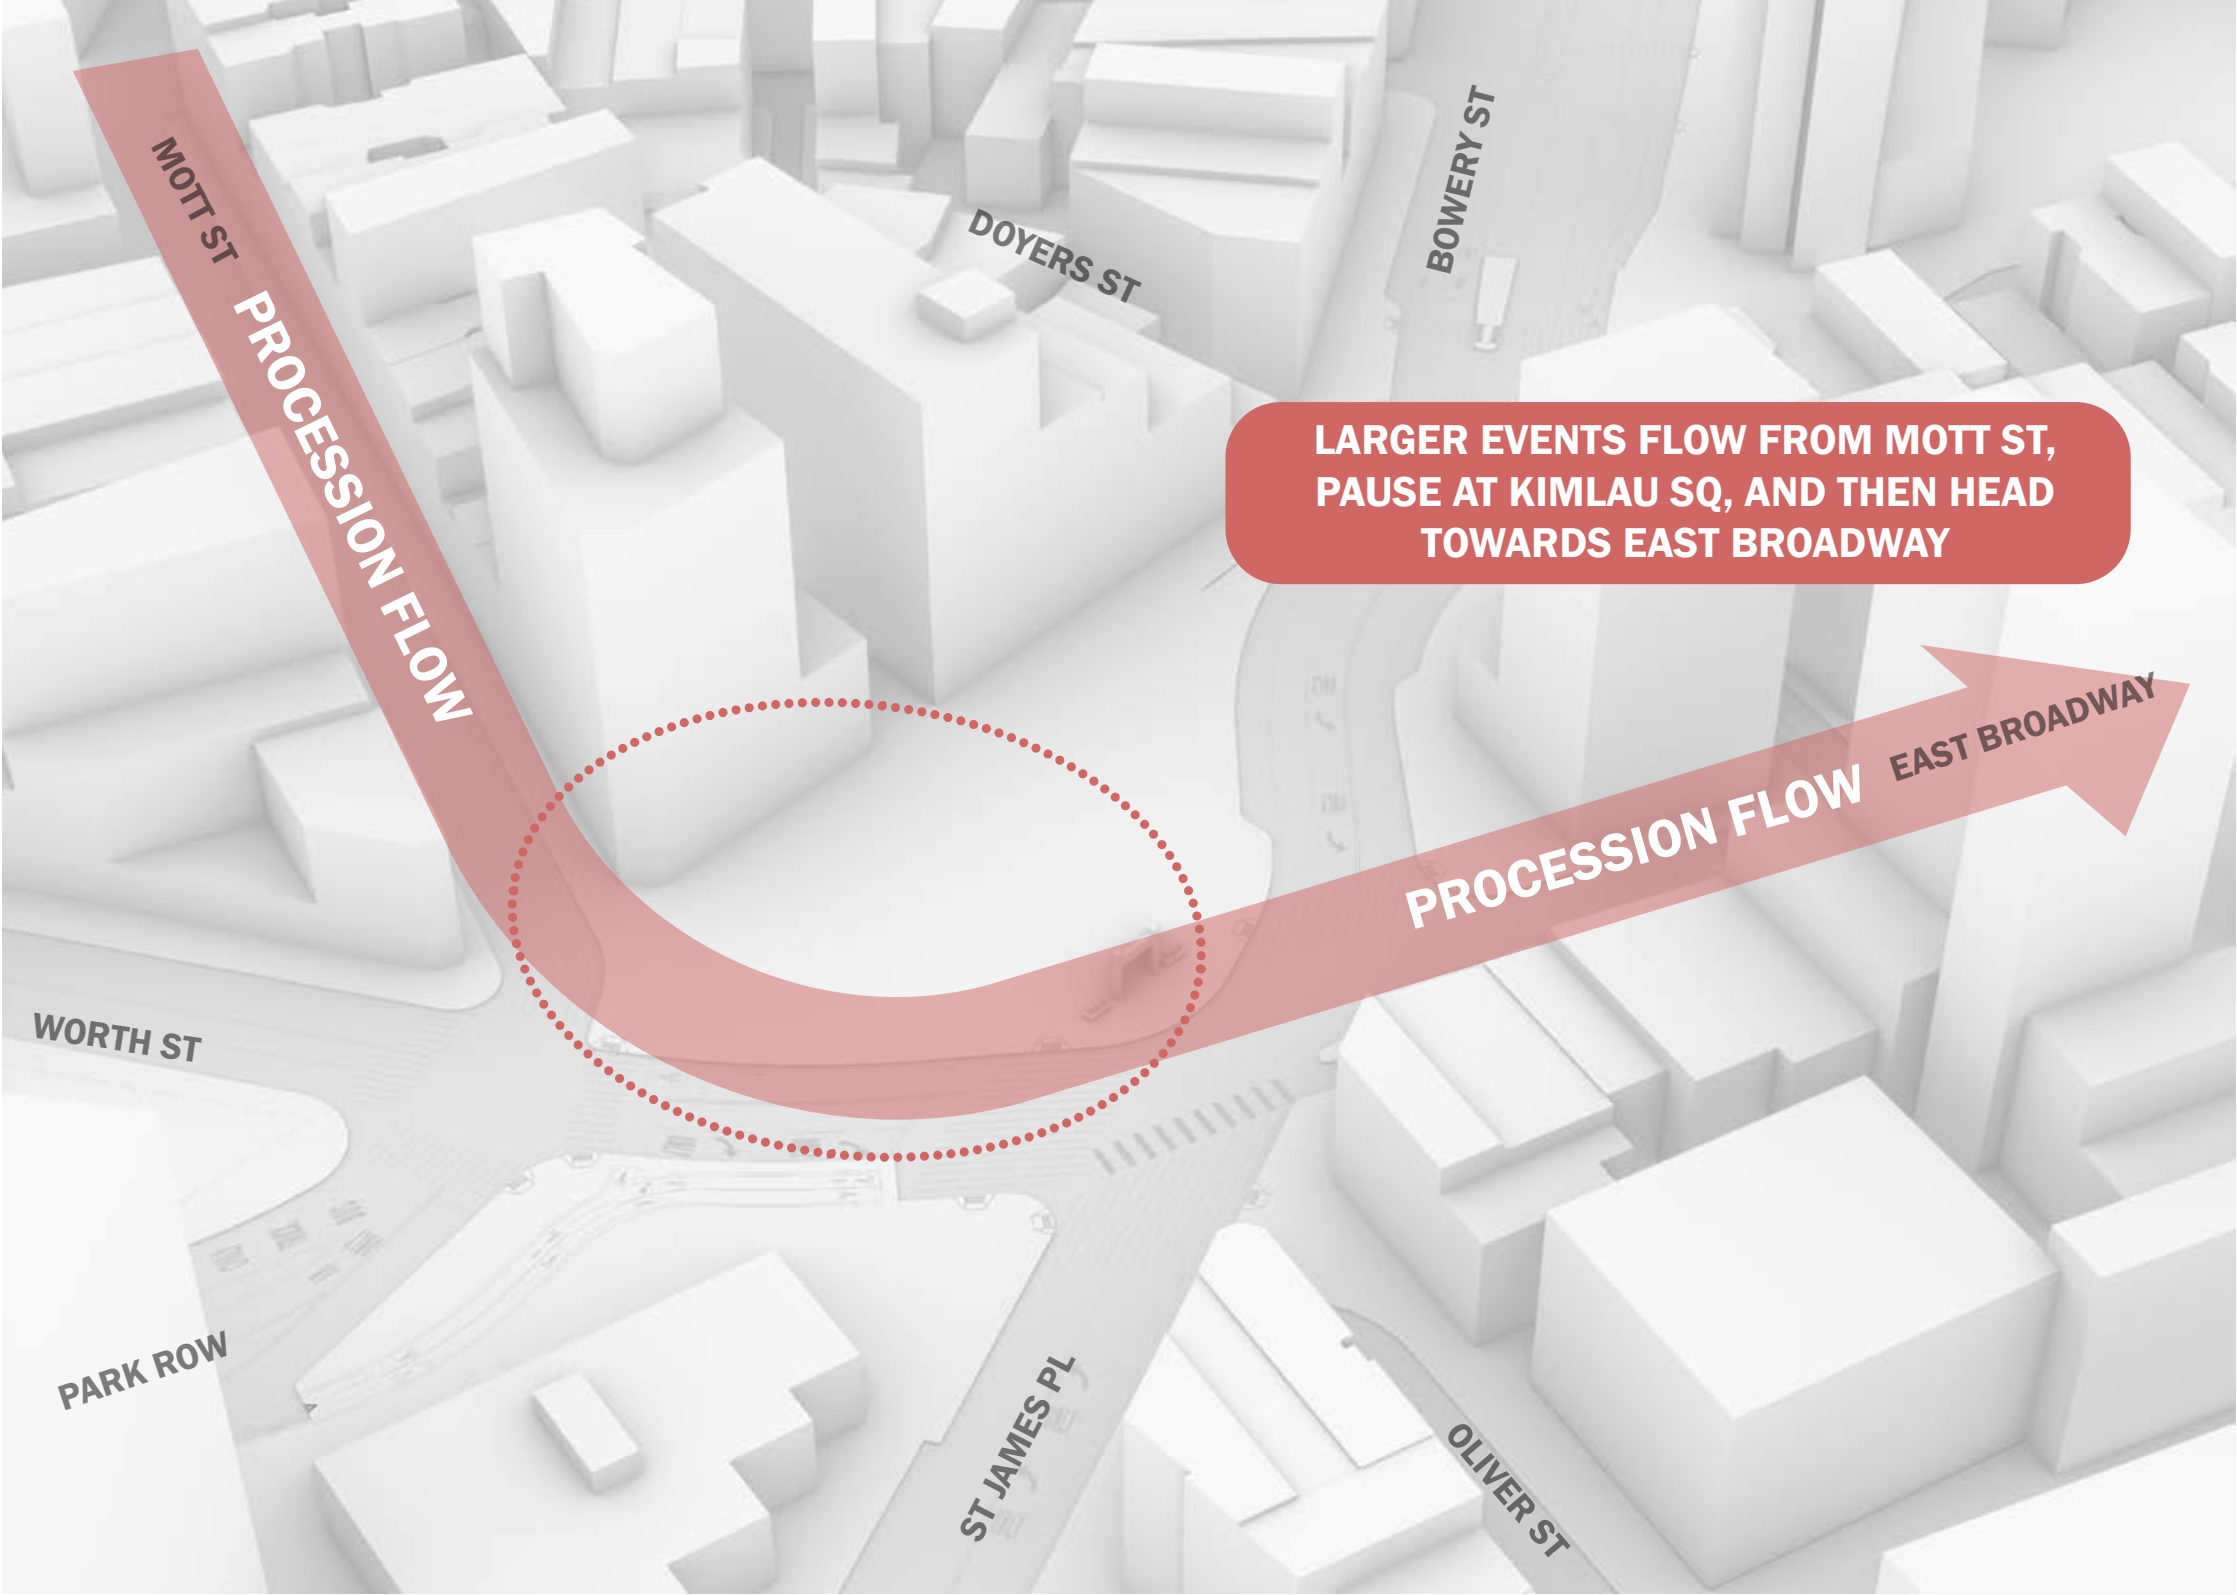 MOTT ST
PROCESSION FLOW
DOYERS ST
BOWERY ST
LARGER EVENTS FLOW FROM MOTT ST,
PAUSE AT KIMLAU SQ, AND THEN HEAD
TOWARDS EAST BROADWAY
EAST BROADWAY
PROCESSION FLOW
WORTH ST
PARK ROW
ST JAMES PL
OLIVER ST